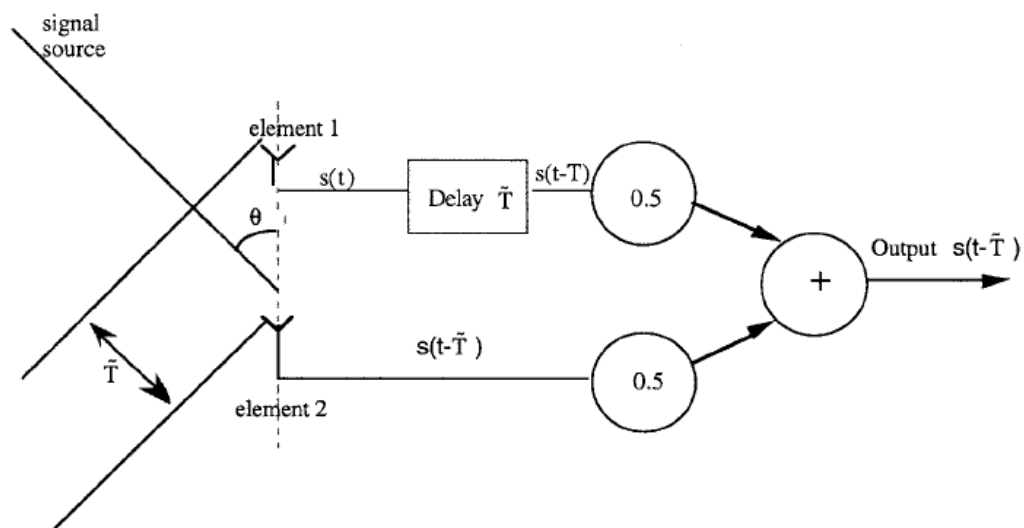 signal
source
element 1
s(t)
Delay T̃
s(t-T)
0.5
θ
+
Output s(t-T̃)
T̃
s(t-T̃)
0.5
element 2